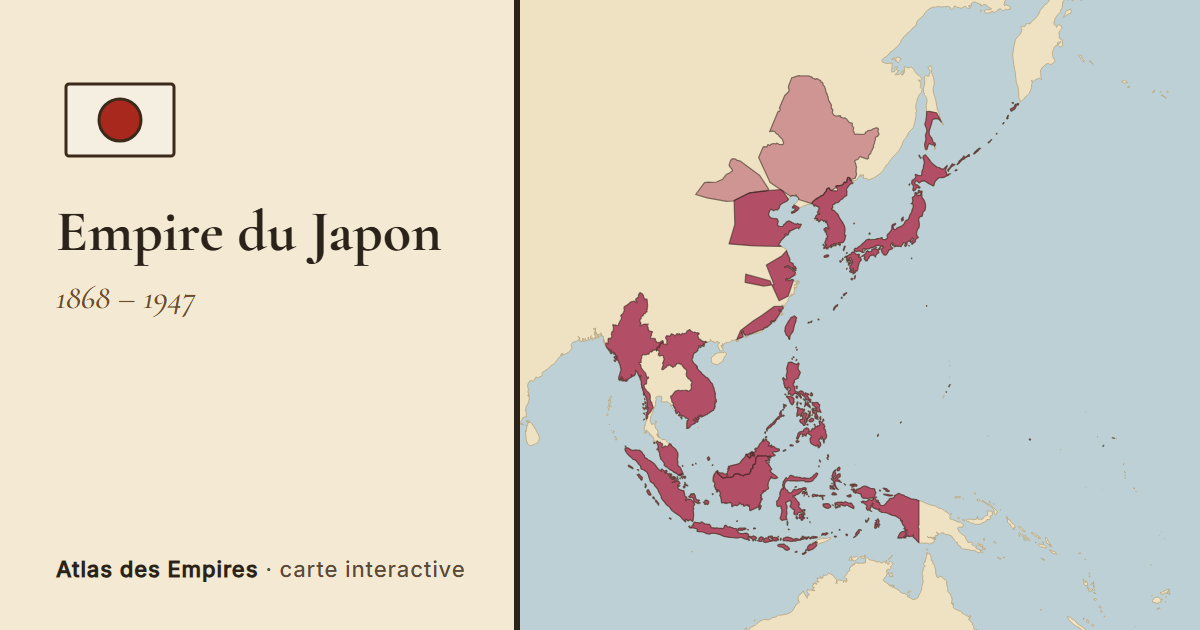 Empire du Japon
1868 – 1947
Atlas des Empires · carte interactive